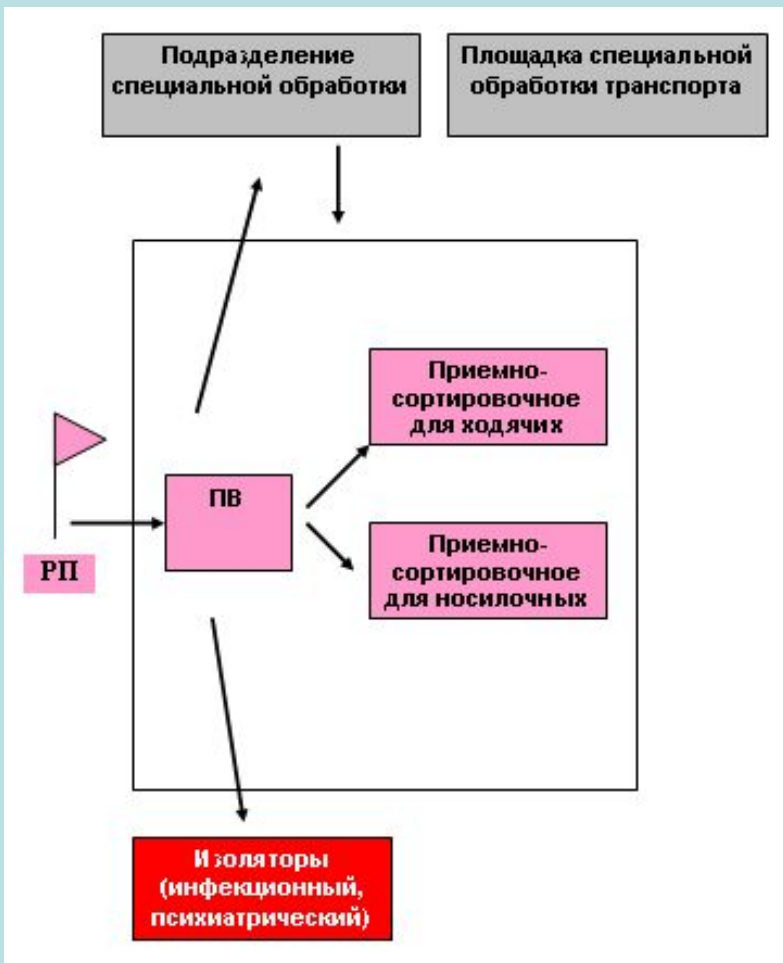 Подразделение
специальной обработки
Площадка специальной
обработки транспорта
Приемно-
сортировочное
для ходячих
ПВ
РП
Приемно-
сортировочное
для носилочных
Изоляторы
(инфекционный,
психиатрический)